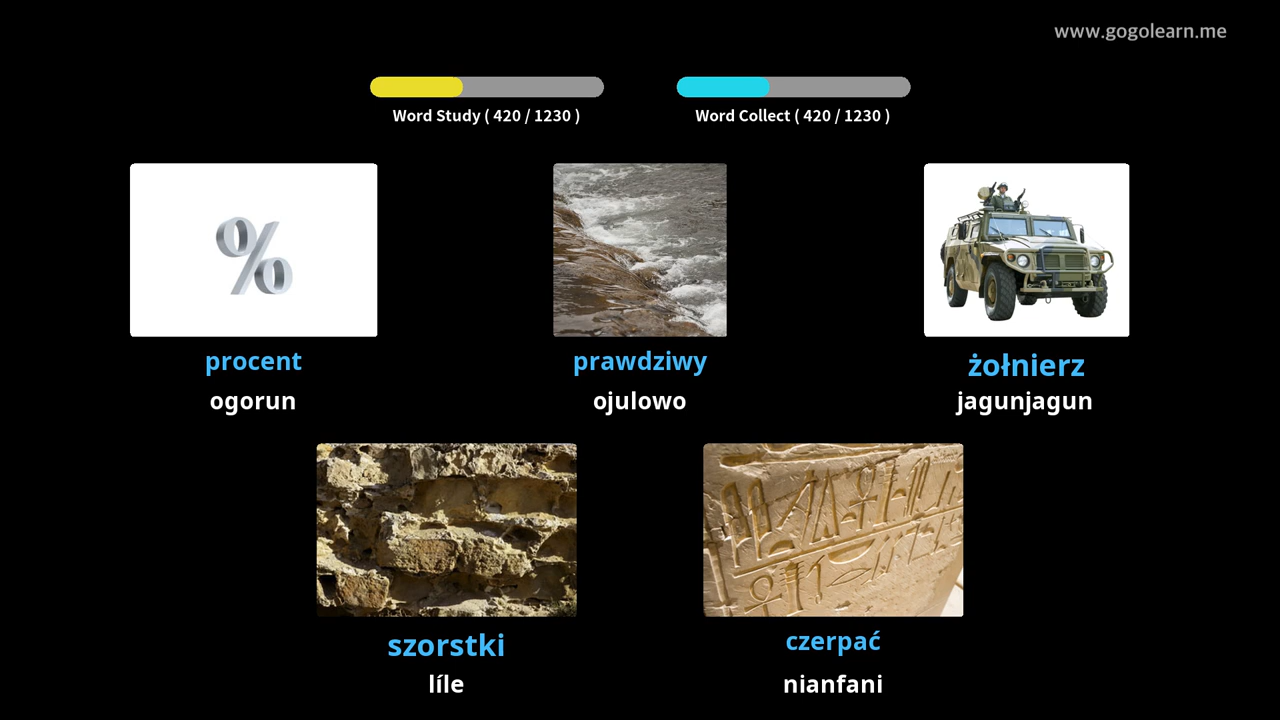 www.gogolearn.me
Word Study ( 420 / 1230 )
Word Collect ( 420 / 1230 )
%
procent
ogorun
prawdziwy
ojulowo
żołnierz
jagunjagun
szorstki
líle
czerpać
nianfani